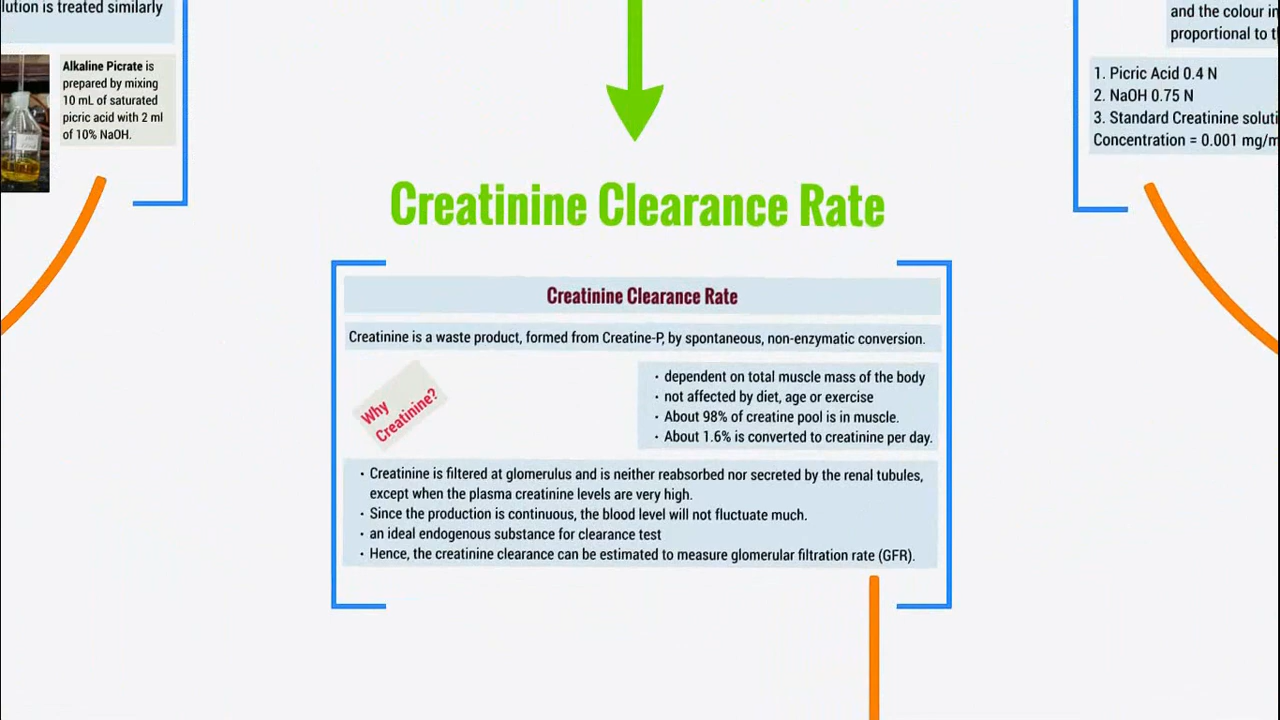 lution is treated similarly
Alkaline Picrate is
prepared by mixing
10 mL of saturated
picric acid with 2 ml
of 10% NaOH.
and the colour in
proportional to
1. Picric Acid 0.4 N
2. NaOH 0.75 N
3. Standard Creatinine
Concentration = 0.001
Creatinine Clearance Rate
Creatinine Clearance Rate
Creatinine is a waste product, formed from Creatine-P, by spontaneous, non-enzymatic conversion.
Why
Creatinine?
• dependent on total muscle mass of the body
• not affected by diet, age or exercise
• About 98% of creatine pool is in muscle.
• About 1.6% is converted to creatinine per day.
• Creatinine is filtered at glomerulus and is neither reabsorbed nor secreted by the renal tubules,
except when the plasma creatinine levels are very high.
• Since the production is continuous, the blood level will not fluctuate much.
• an ideal endogenous substance for clearance test
• Hence, the creatinine clearance can be estimated to measure glomerular filtration rate (GFR).